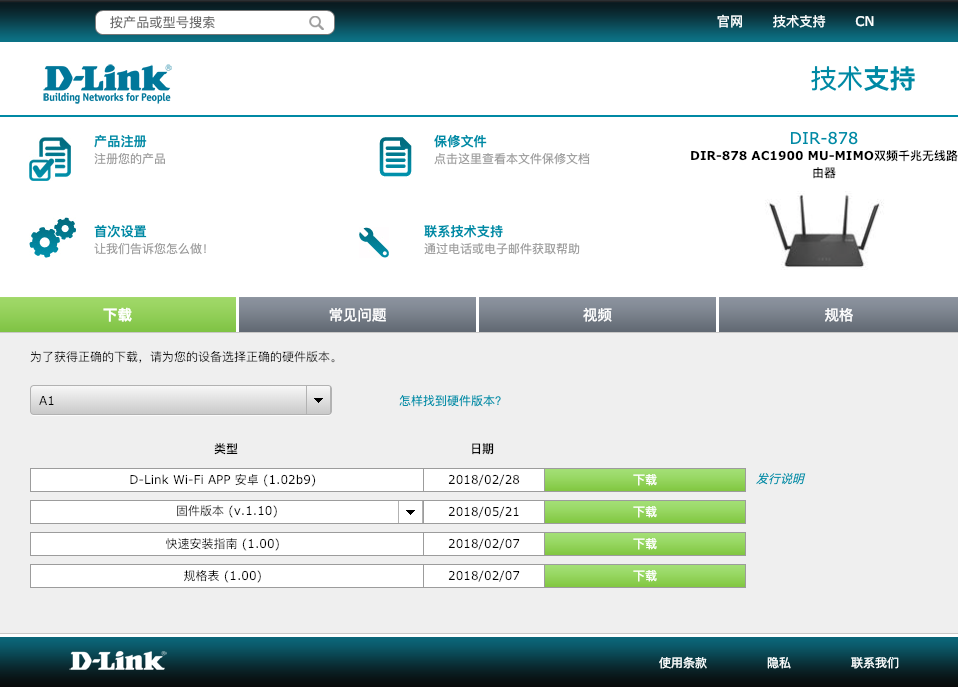 按产品或型号搜索
官网 技术支持 CN
D-Link
Building Networks for People
技术支持
产品注册
注册您的产品
保修文件
点击这里查看本文件保修文档
DIR-878
DIR-878 AC1900 MU-MIMO双频千兆无线路
由器
首次设置
让我们告诉您怎么做!
联系技术支持
通过电话或电子邮件获取帮助
下载 常见问题 视频 规格
为了获得正确的下载，请为您的设备选择正确的硬件版本。
A1
怎样找到硬件版本?
类型 日期
D-Link Wi-Fi APP 安卓 (1.02b9) 2018/02/28 下载 发行说明
固件版本 (v.1.10) 2018/05/21 下载
快速安装指南 (1.00) 2018/02/07 下载
规格表 (1.00) 2018/02/07 下载
D-Link
使用条款 隐私 联系我们